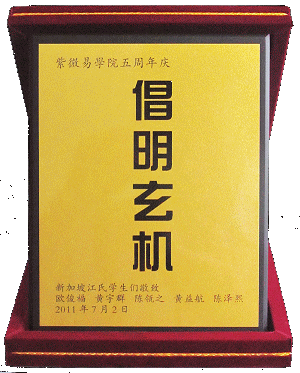 紫微易学院五周年庆
倡明玄机
新加坡江氏学生们敬致
欧俊福 黄宇群 陈领之 黄益航 陈泽熙
2011年7月2日